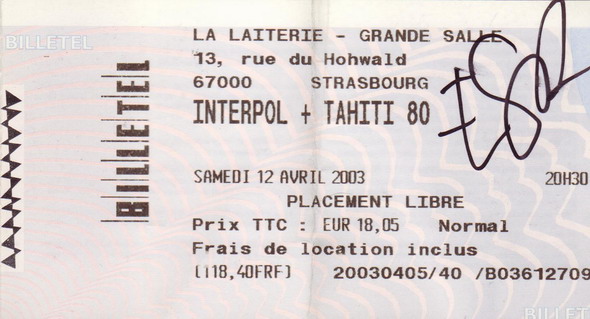 BILLETEL
LA LAITERIE - GRANDE SALLE
13, rue du Hohwald
67000 STRASBOURG
BILLETEL
INTERPOL + TAHITI 80
SAMEDI 12 AVRIL 2003 20H30
PLACEMENT LIBRE
Prix TTC : EUR 18,05 Normal
Frais de location inclus
(118,40FRF) 20030405/40 /B03612709
BILLETEL